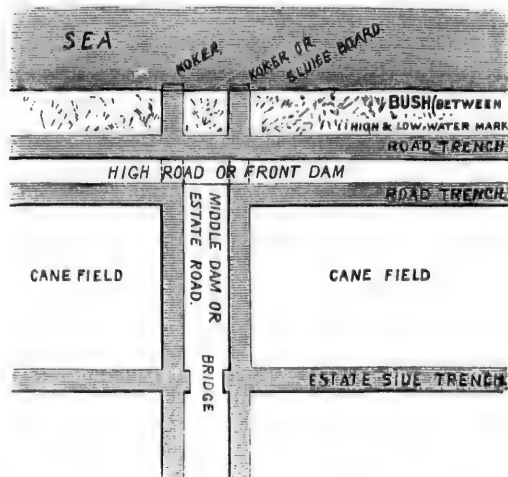 SEA
KOKER
KOKER OR
SLUICE BOARD.
BUSH/BETWEEN
HIGH & LOW-WATER MARK
ROAD TRENCH
HIGH ROAD OR FRONT DAM
ROAD TRENCH
MIDDLE DAM OR
ESTATE ROAD.
CANE FIELD
CANE FIELD
BRIDGE
ESTATE SIDE TRENCH